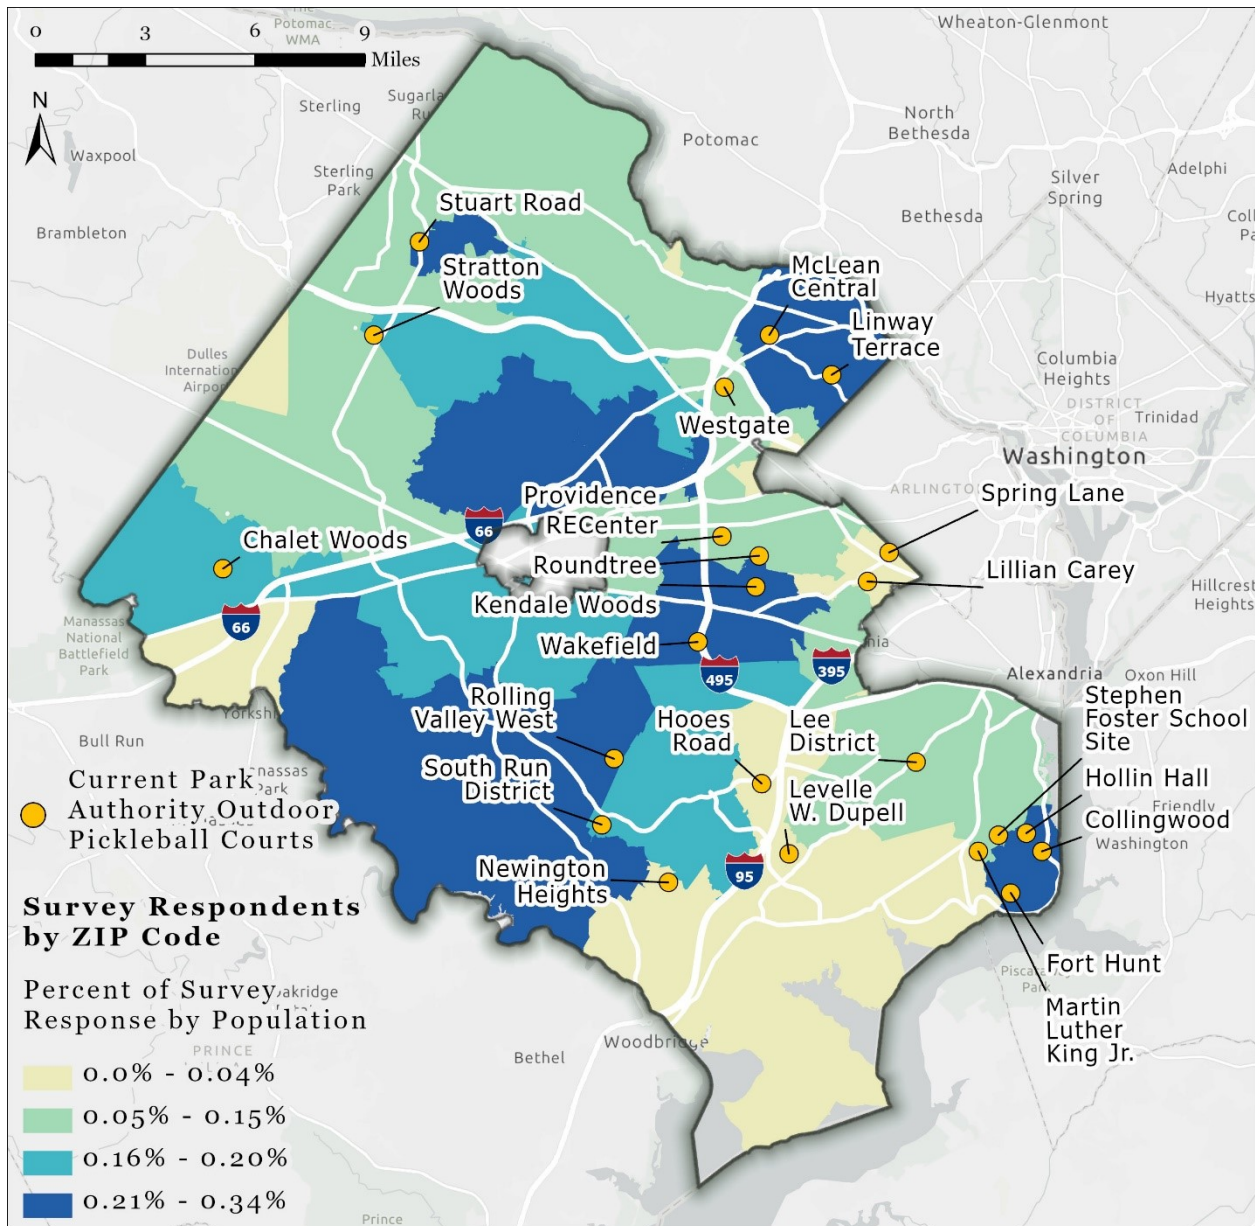 The
Potomac
WMA
Wheaton-Glenmont
0 3 6 9
Miles
N
Sterling
North
Bethesda
Potomac
Adelphi
Waxpool
Sterling
Park
Silver
Spring
Bethesda
Brambleton
Stuart Road
Stratton
Woods
McLean
Central
Linway
Terrace
Dulles
International
Airport
Columbia
Heights
DISTRICT
OF
COLUMBIA
Trinidad
Westgate
Washington
Providence
RECenter
Spring Lane
66
Chalet Woods
Roundtree
Lillian Carey
Kendale Woods
Hillcrest
Heights
Manassas
National
Battlefield
Park
66
Wakefield
495
395
Alexandria
Oxon Hill
Rolling
Valley West
Hooes
Road
Lee
District
Stephen
Foster School
Site
Bull Run
South Run
District
Levelle
W. Dupell
Hollin Hall
Current Park
Authority Outdoor
Pickleball Courts
Friendly
Collingwood
Washington
Newington
Heights
95
Survey Respondents
by ZIP Code
Fort Hunt
Martin
Luther
King Jr.
Percent of Survey
Response by Population
Woodbridge
Bethel
PRINCE
0.0% - 0.04%
0.05% - 0.15%
0.16% - 0.20%
0.21% - 0.34%
Prince